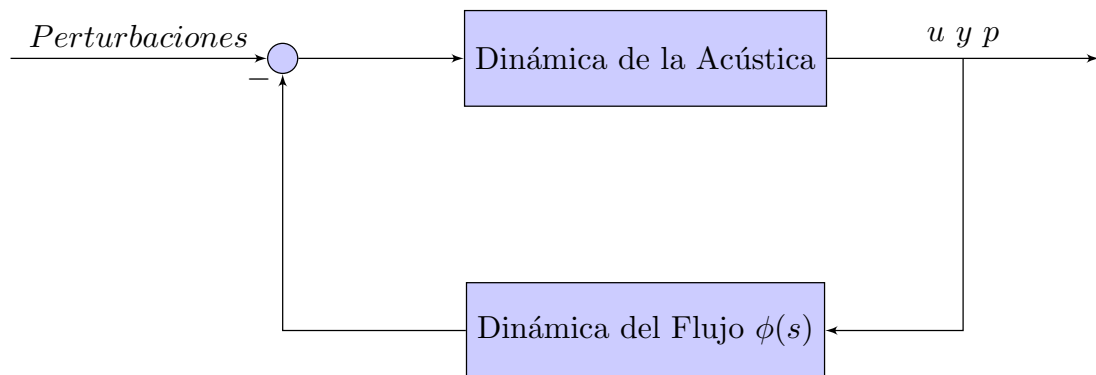 Perturbaciones
−
Dinámica de la Acústica
u y p
Dinámica del Flujo ϕ(s)